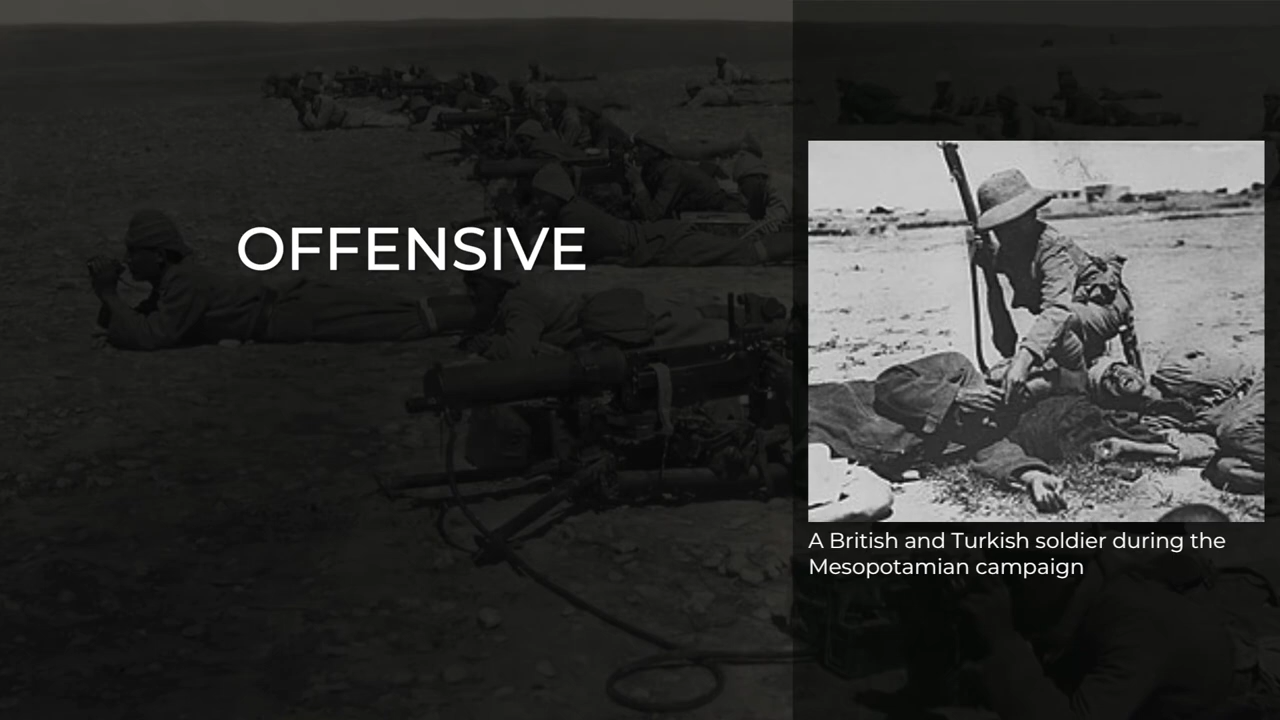 OFFENSIVE
A British and Turkish soldier during the
Mesopotamian campaign